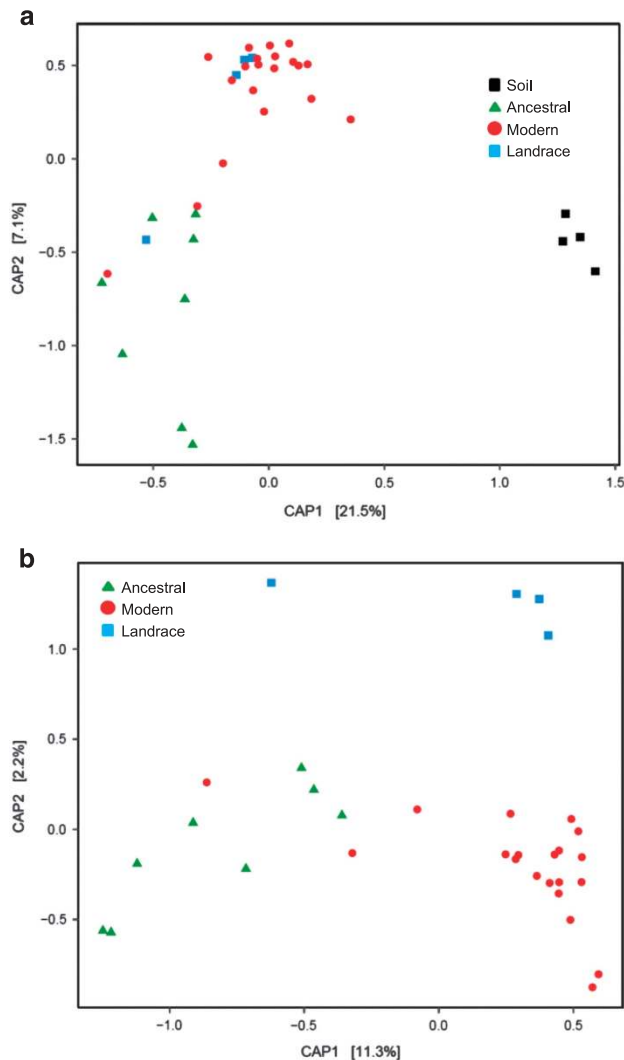 a
0.5
0.0
−0.5
−1.0
−1.5
CAP2 [7.1%]
Soil
Ancestral
Modern
Landrace
−0.5
0.0
0.5
1.0
1.5
CAP1 [21.5%]
b
Ancestral
Modern
Landrace
1.0
0.5
0.0
−0.5
CAP2 [2.2%]
−1.0
−0.5
0.0
0.5
CAP1 [11.3%]